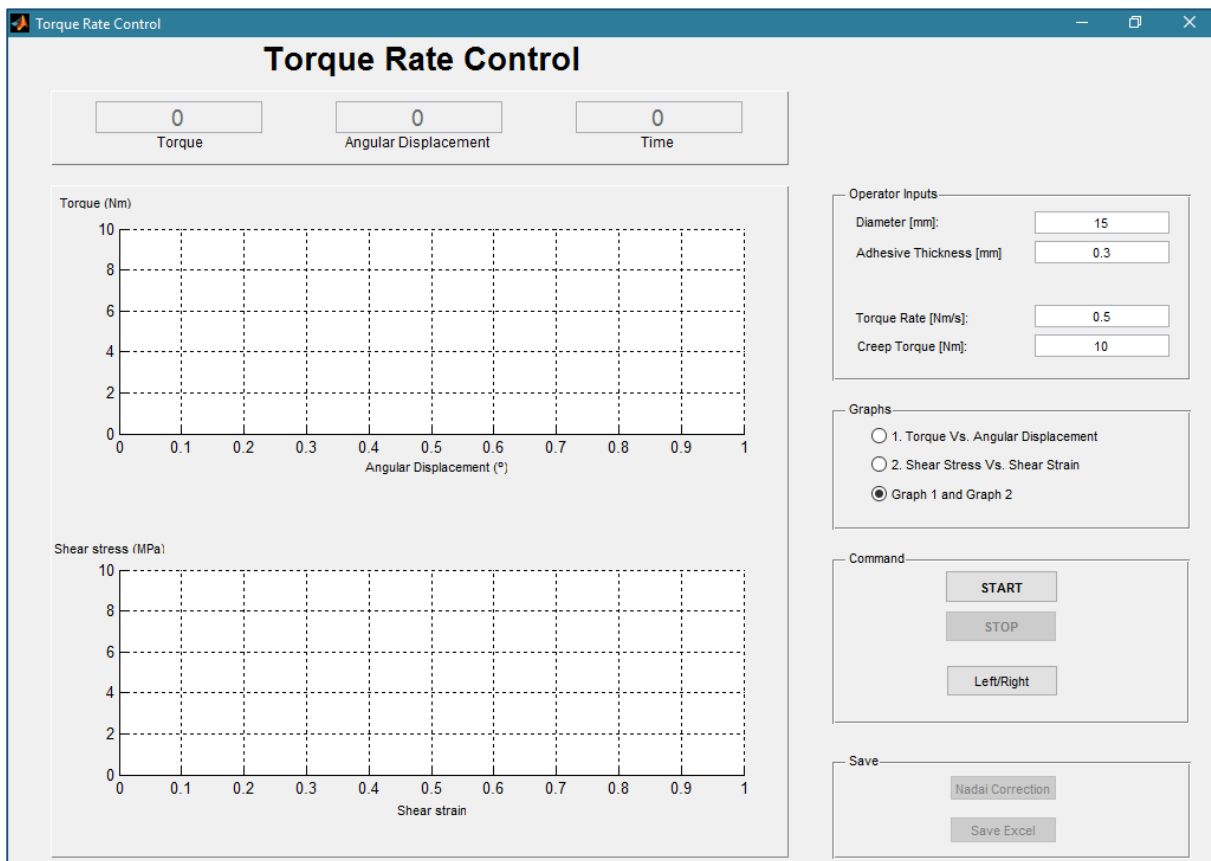 Torque Rate Control
Torque Rate Control
0 0 0
Torque Angular Displacement Time
Torque (Nm)
10
8
6
4
2
0
0 0.1 0.2 0.3 0.4 0.5 0.6 0.7 0.8 0.9 1
Angular Displacement (º)
Shear stress (MPa)
10
8
6
4
2
0
0 0.1 0.2 0.3 0.4 0.5 0.6 0.7 0.8 0.9 1
Shear strain
Operator Inputs
Diameter [mm]: 15
Adhesive Thickness [mm] 0.3
Torque Rate [Nm/s]: 0.5
Creep Torque [Nm]: 10
Graphs
1. Torque Vs. Angular Displacement
2. Shear Stress Vs. Shear Strain
Graph 1 and Graph 2
Command
START
STOP
Left/Right
Save
Nadai Correction
Save Excel